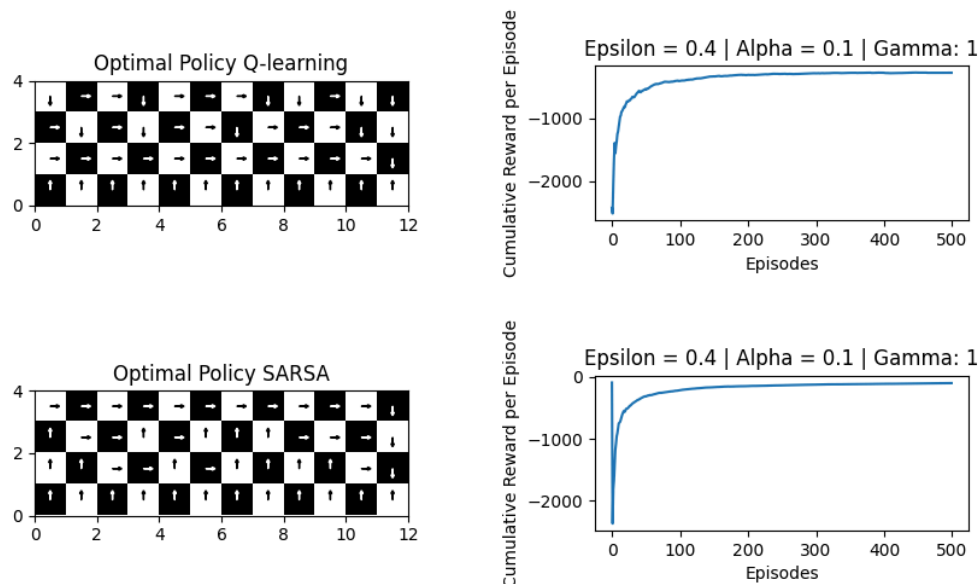 Optimal Policy Q-learning
4
2
0
0 2 4 6 8 10 12
Epsilon = 0.4 | Alpha = 0.1 | Gamma: 1
Cumulative Reward per Episode
−1000
−2000
0 100 200 300 400 500
Episodes
Optimal Policy SARSA
4
2
0
0 2 4 6 8 10 12
Epsilon = 0.4 | Alpha = 0.1 | Gamma: 1
Cumulative Reward per Episode
0
−1000
−2000
0 100 200 300 400 500
Episodes